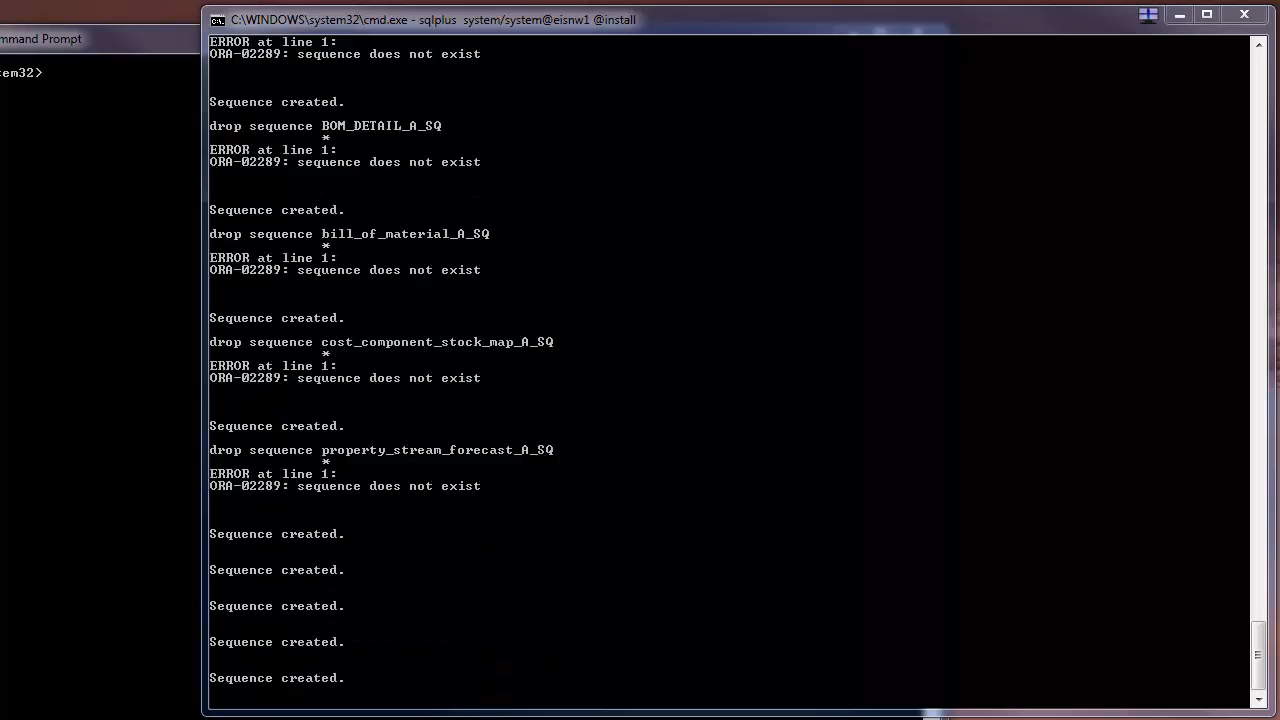 C:\WINDOWS\system32\cmd.exe - sqlplus  system/system@eisnw1 @install
mmand Prompt
em32>
ERROR at line 1:
ORA-02289: sequence does not exist
Sequence created.
drop sequence BOM_DETAIL_A_SQ
*
ERROR at line 1:
ORA-02289: sequence does not exist
Sequence created.
drop sequence bill_of_material_A_SQ
*
ERROR at line 1:
ORA-02289: sequence does not exist
Sequence created.
drop sequence cost_component_stock_map_A_SQ
*
ERROR at line 1:
ORA-02289: sequence does not exist
Sequence created.
drop sequence property_stream_forecast_A_SQ
*
ERROR at line 1:
ORA-02289: sequence does not exist
Sequence created.
Sequence created.
Sequence created.
Sequence created.
Sequence created.